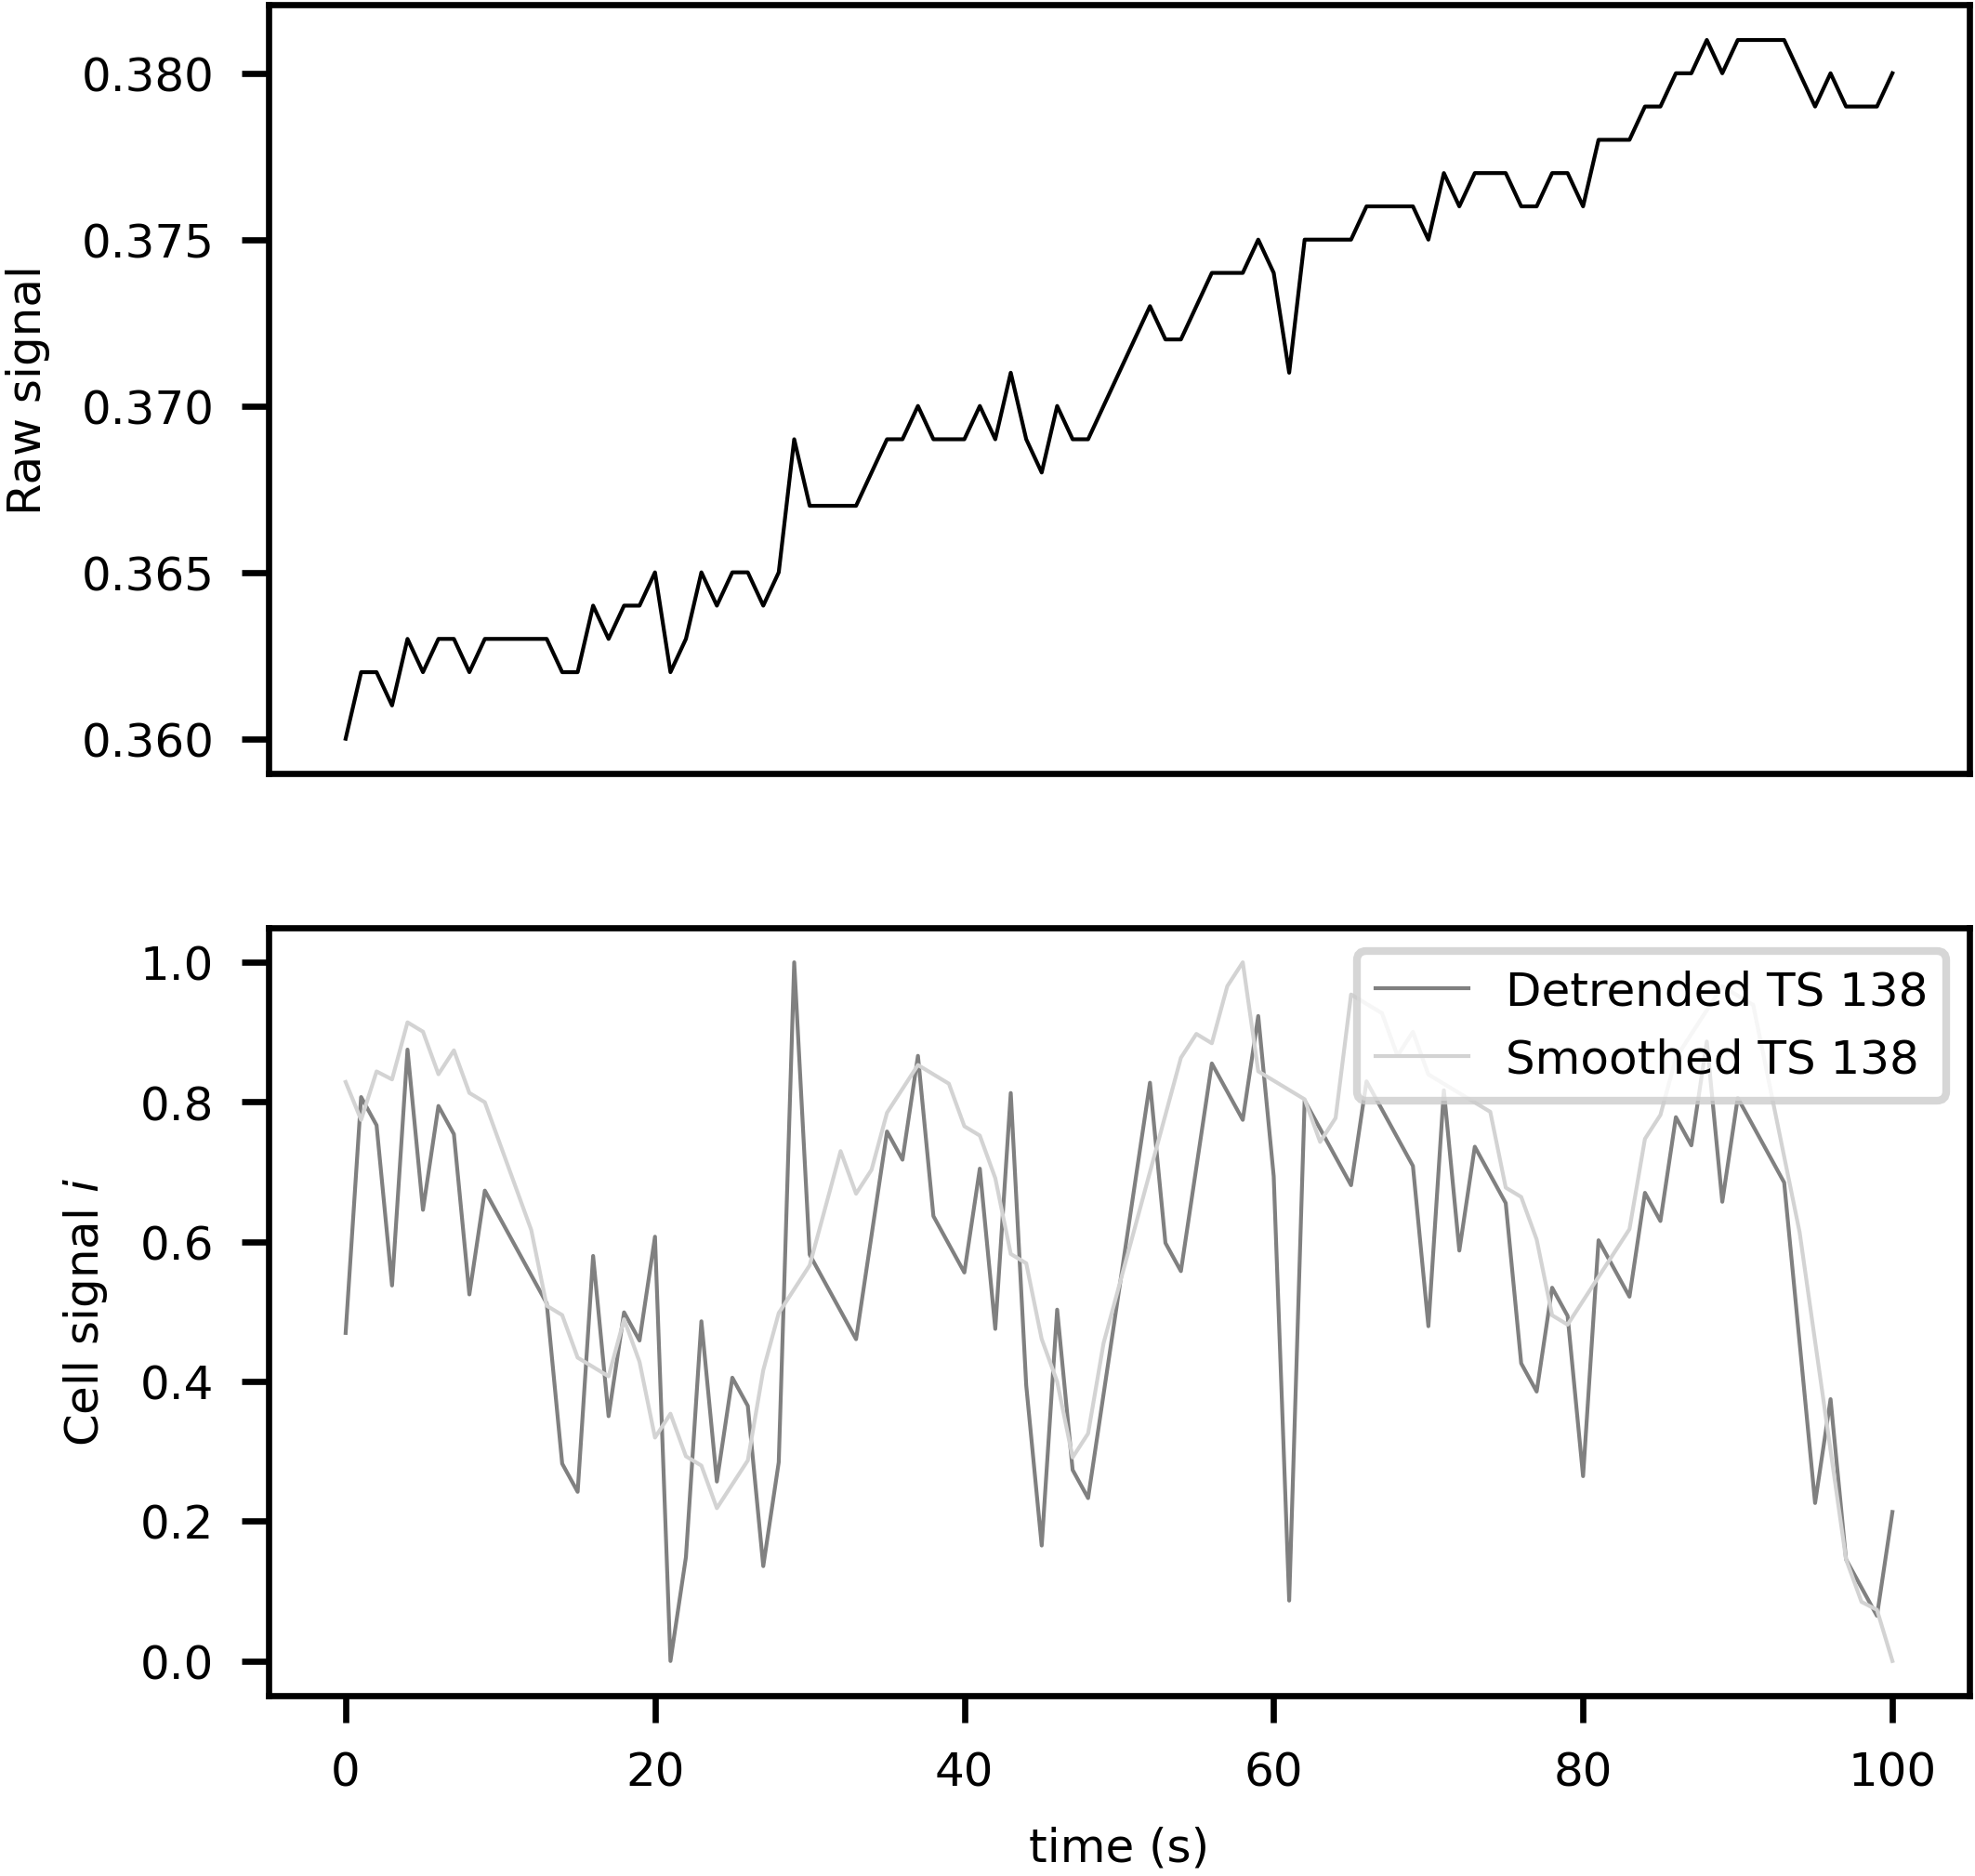 Raw signal
0.380
0.375
0.370
0.365
0.360
Cell signal i
1.0
0.8
0.6
0.4
0.2
0.0
Detrended TS 138
Smoothed TS 138
0 20 40 60 80 100
time (s)